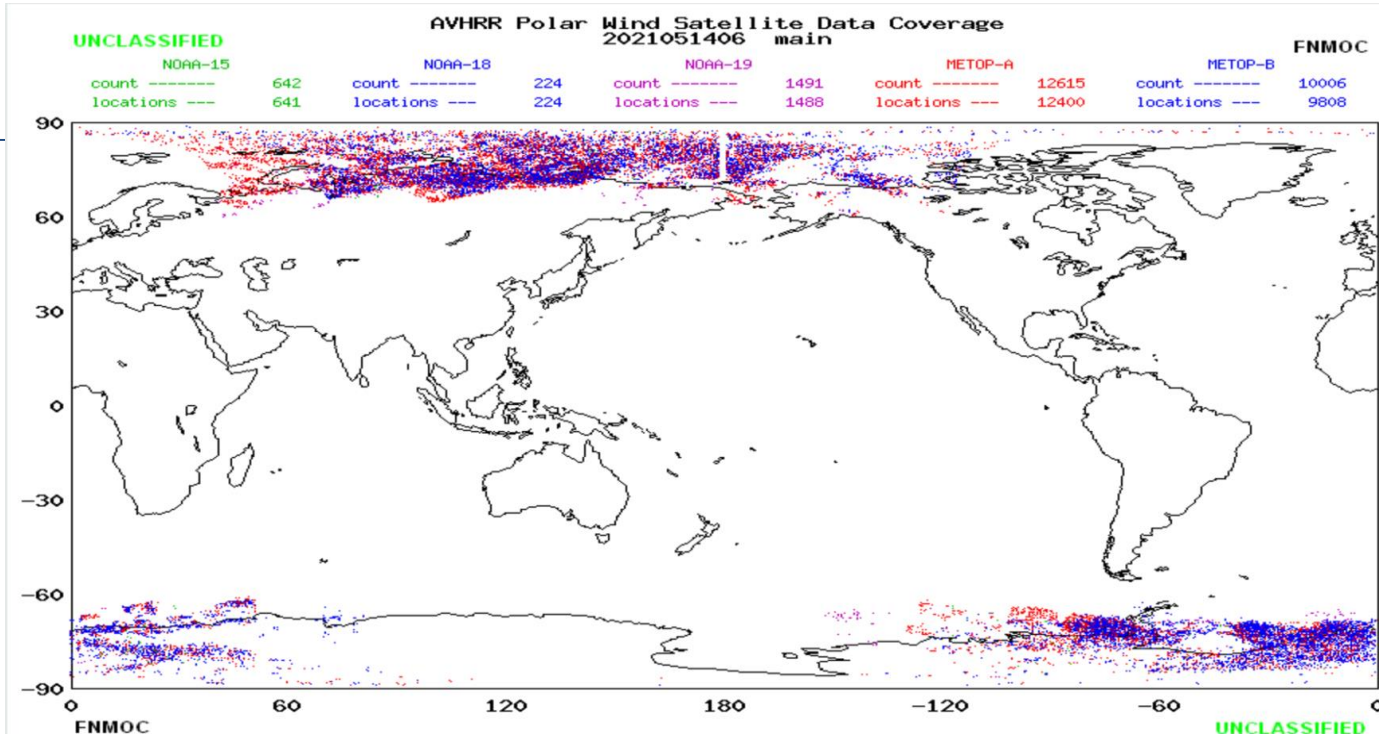 AVHRR Polar Wind Satellite Data Coverage
UNCLASSIFIED 2021051406 main FNMOC
NOAA-15 NOAA-18 NOAA-19 METOP-A METOP-B
count ------- 642 count ------- 224 count ------- 1491 count ------- 12615 count ------- 10006
locations --- 641 locations --- 224 locations --- 1488 locations --- 12400 locations --- 9808
90
60
30
0
-30
-60
-90
0 60 120 180 -120 -60 0
FNMOC UNCLASSIFIED